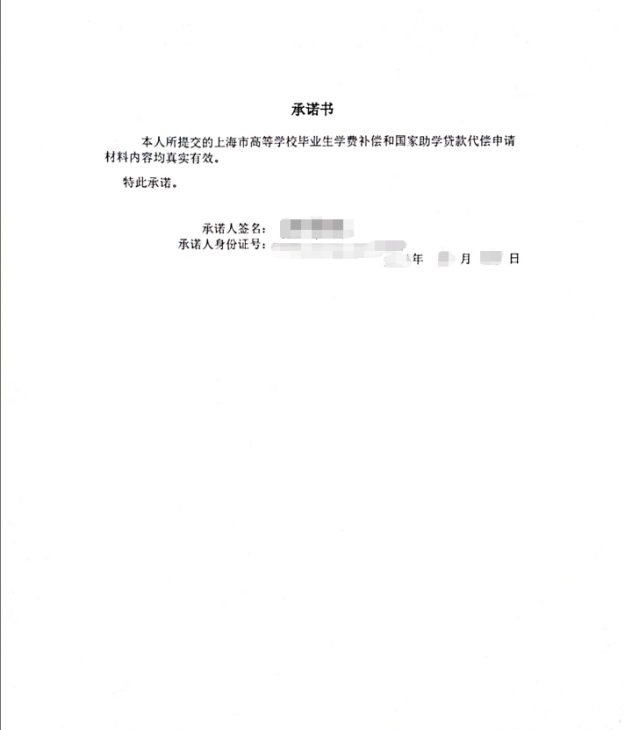 承诺书
本人所提交的上海市高等学校毕业生学费补偿和国家助学贷款代偿申请
材料内容均真实有效。
特此承诺。
承诺人签名：
承诺人身份证号：
年 月 日